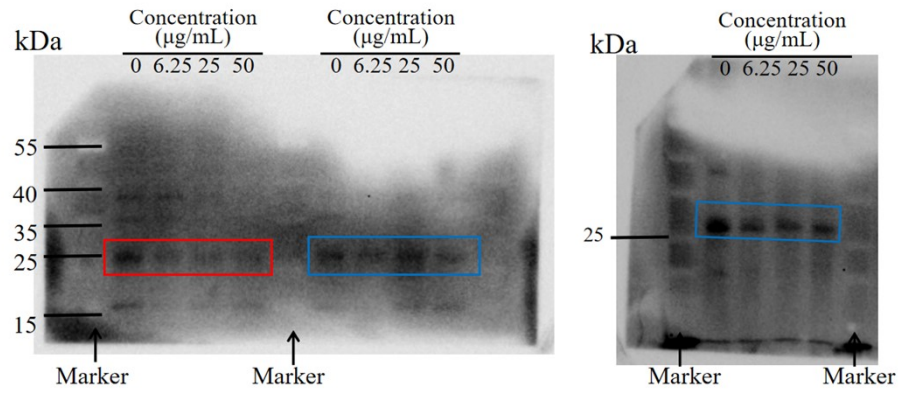 Concentration
(µg/mL)
0 6.25 25 50
Concentration
(µg/mL)
0 6.25 25 50
kDa
55
40
35
25
15
Marker
Marker
Concentration
(µg/mL)
0 6.25 25 50
kDa
25
Marker
Marker